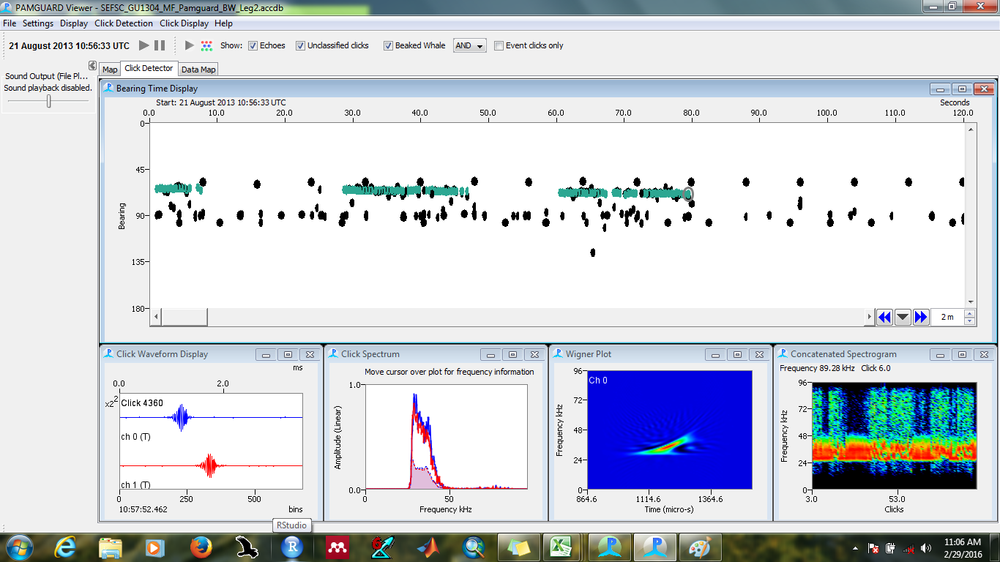 PAMGUARD Viewer - SEFSC_GU1304_MF_Pamguard_BW_Leg2.accdb
File Settings Display Click Detection Click Display Help
21 August 2013 10:56:33 UTC Show: Echoes Unclassified clicks Beaked Whale AND Event clicks only
Map Click Detector Data Map
Sound Output (File Pl...
Sound playback disabled.
Bearing Time Display
Start: 21 August 2013 10:56:33 UTC Seconds
0.0 10.0 20.0 30.0 40.0 50.0 60.0 70.0 80.0 90.0 100.0 110.0 120.0
0
45
90
135
180
Bearing
2 m
Click Waveform Display
ms
0.0 2.0
x2²
Click 4360
ch 0 (T)
ch 1 (T)
0 250 500
10:57:52.462 bins
Click Spectrum
Move cursor over plot for frequency information
1.0
Amplitude (Linear)
0.0
0 50
Frequency kHz
Wigner Plot
Ch 0
96
72
48
24
0
Frequency kHz
864.6 1114.6 1364.6
Time (micro-s)
Concatenated Spectrogram
Frequency 89.28 kHz Click 6.0
96
72
48
24
0
Frequency kHz
3.0 53.0
Clicks
RStudio
11:06 AM
2/29/2016